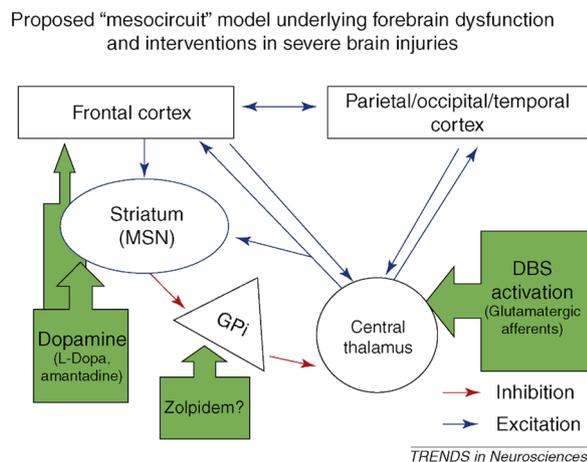 Proposed “mesocircuit” model underlying forebrain dysfunction
and interventions in severe brain injuries
Frontal cortex
Parietal/occipital/temporal
cortex
Striatum
(MSN)
DBS
activation
(Glutamatergic
afferents)
GPi
Central
thalamus
Dopamine
(L-Dopa,
amantadine)
Zolpidem?
Inhibition
Excitation
TRENDS in Neurosciences